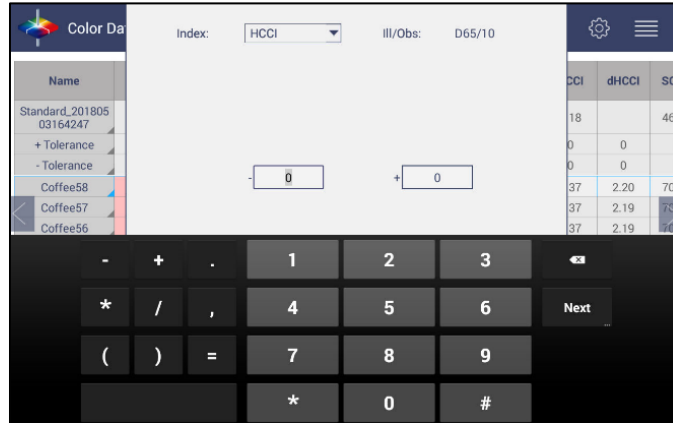 Color Da
Index: HCCI Ill/Obs: D65/10
Name CCI dHCCI SC
Standard_201805
03164247 18 46
+ Tolerance 0 0
- Tolerance 0 0
Coffee58 37 2.20 70
Coffee57 37 2.19
Coffee56 37 2.19
- 0 + 0
- + . 1 2 3
* / , 4 5 6 Next
...
( ) = 7 8 9
* 0 #